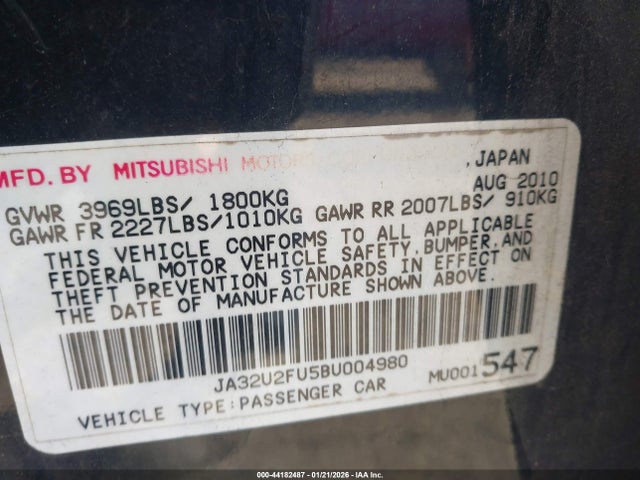 MFD. BY MITSUBISHI MOTORS , JAPAN
GVWR 3969LBS/ 1800KG AUG 2010
GAWR FR 2227LBS/1010KG GAWR RR 2007LBS/ 910KG
THIS VEHICLE CONFORMS TO ALL APPLICABLE
FEDERAL MOTOR VEHICLE SAFETY, BUMPER, AND
THEFT PREVENTION STANDARDS IN EFFECT ON
THE DATE OF MANUFACTURE SHOWN ABOVE.
JA32U2FU5BU004980
MU001547
VEHICLE TYPE:PASSENGER CAR
000-44182487 - 01/21/2026 - © IAA Inc.